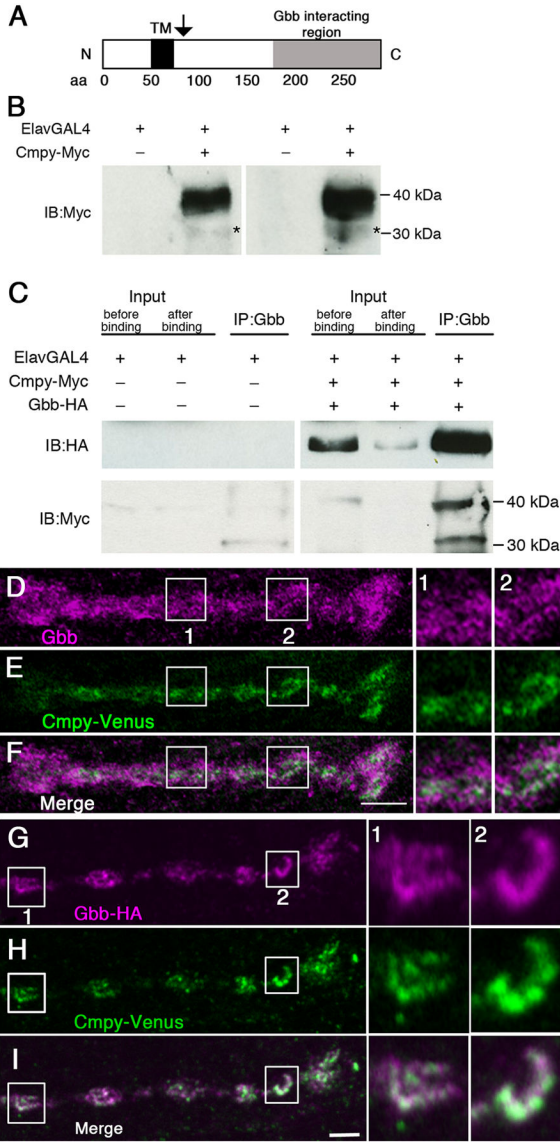 A
TM
Gbb interacting
region
N
C
aa 0 50 100 150 200 250
B
ElavGAL4 + + + +
Cmpy-Myc – + – +
IB:Myc
40 kDa
* *
30 kDa
C
Input Input
before binding after binding IP:Gbb before binding after binding IP:Gbb
ElavGAL4 + + + + + +
Cmpy-Myc – – – + + +
Gbb-HA – – – + + +
IB:HA
IB:Myc
40 kDa
30 kDa
D 1 2
Gbb 1 2
E
Cmpy-Venus
F
Merge
G 1 2
1 2
Gbb-HA
H
Cmpy-Venus
I
Merge